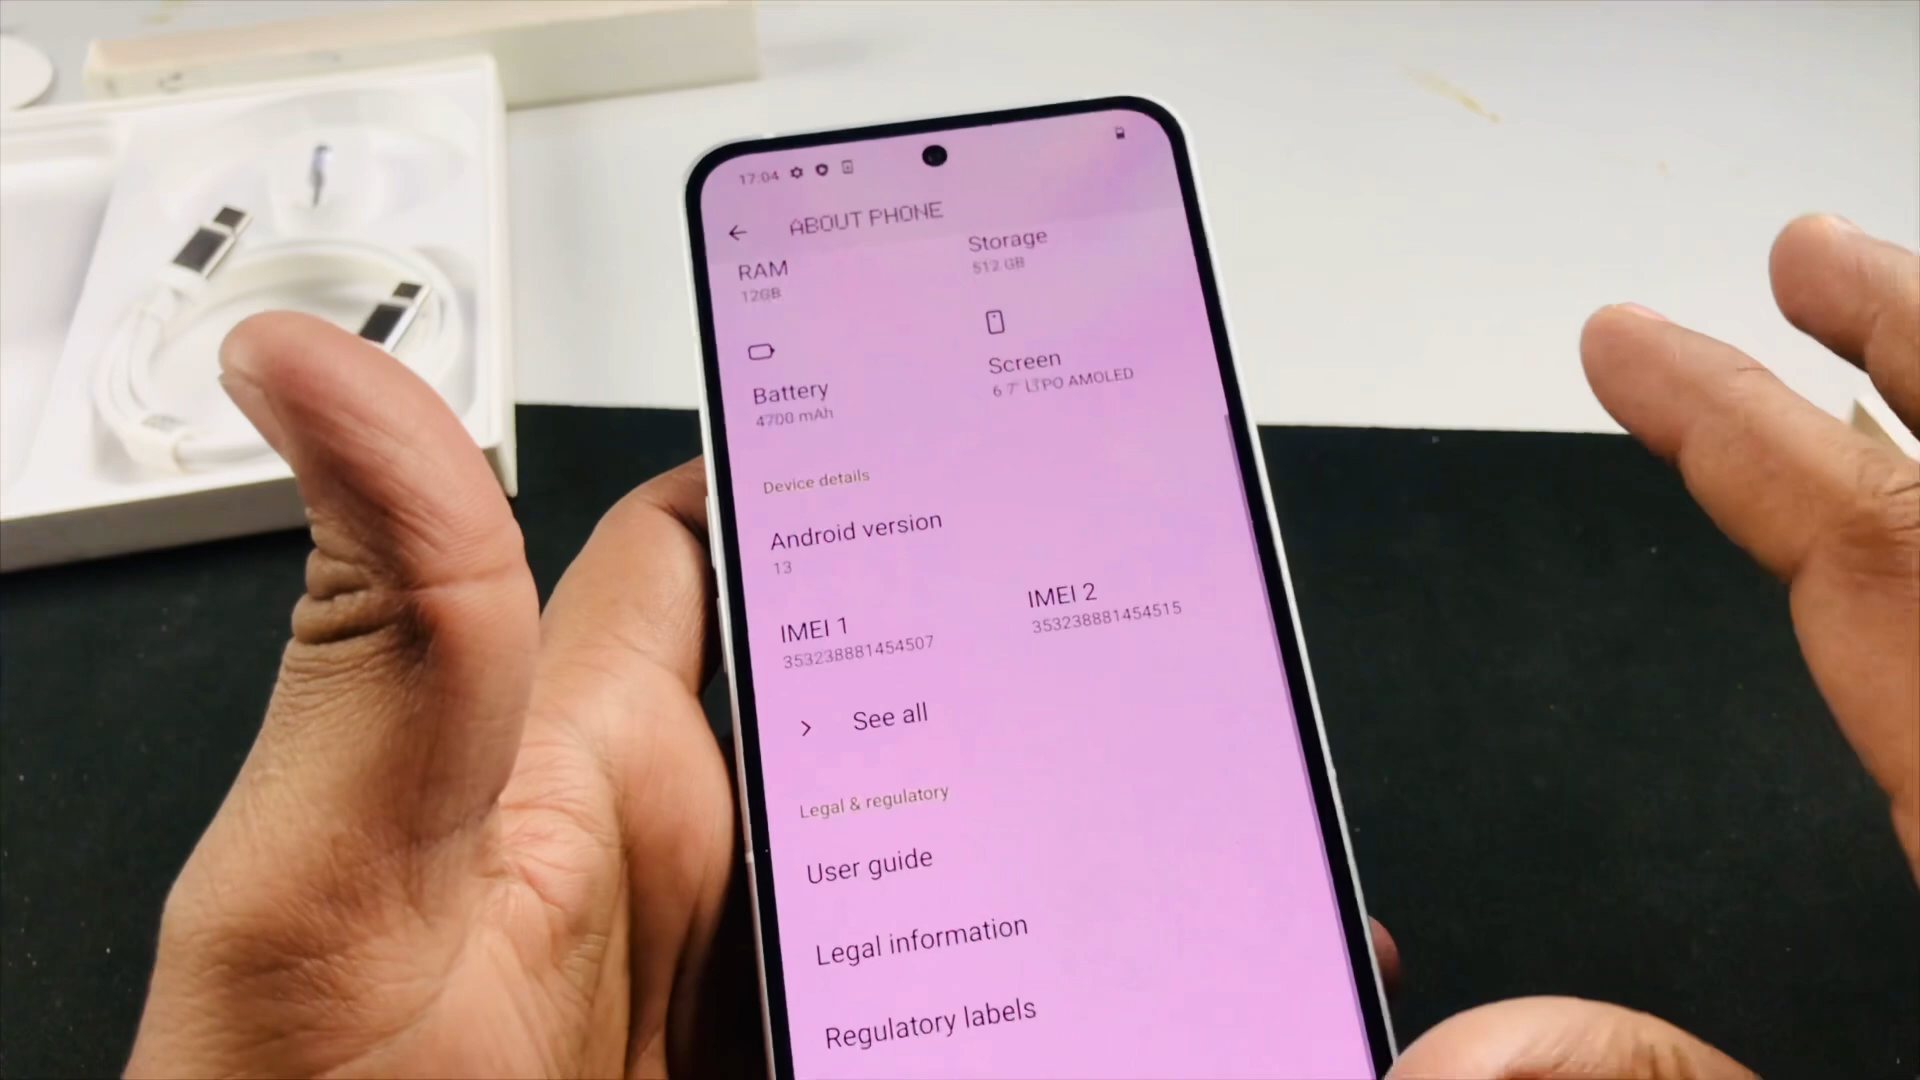 17:04
ABOUT PHONE
RAM
12GB
Storage
512 GB
Battery
4700 mAh
Screen
6.7" LTPO AMOLED
Device details
Android version
13
IMEI 1
353238881454507
IMEI 2
353238881454515
See all
Legal & regulatory
User guide
Legal information
Regulatory labels